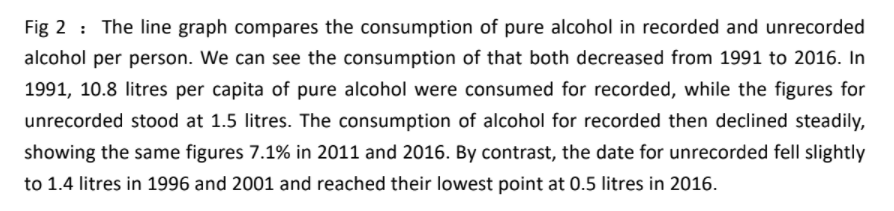 Fig 2 : The line graph compares the consumption of pure alcohol in recorded and unrecorded
alcohol per person. We can see the consumption of that both decreased from 1991 to 2016. In
1991, 10.8 litres per capita of pure alcohol were consumed for recorded, while the figures for
unrecorded stood at 1.5 litres. The consumption of alcohol for recorded then declined steadily,
showing the same figures 7.1% in 2011 and 2016. By contrast, the date for unrecorded fell slightly
to 1.4 litres in 1996 and 2001 and reached their lowest point at 0.5 litres in 2016.